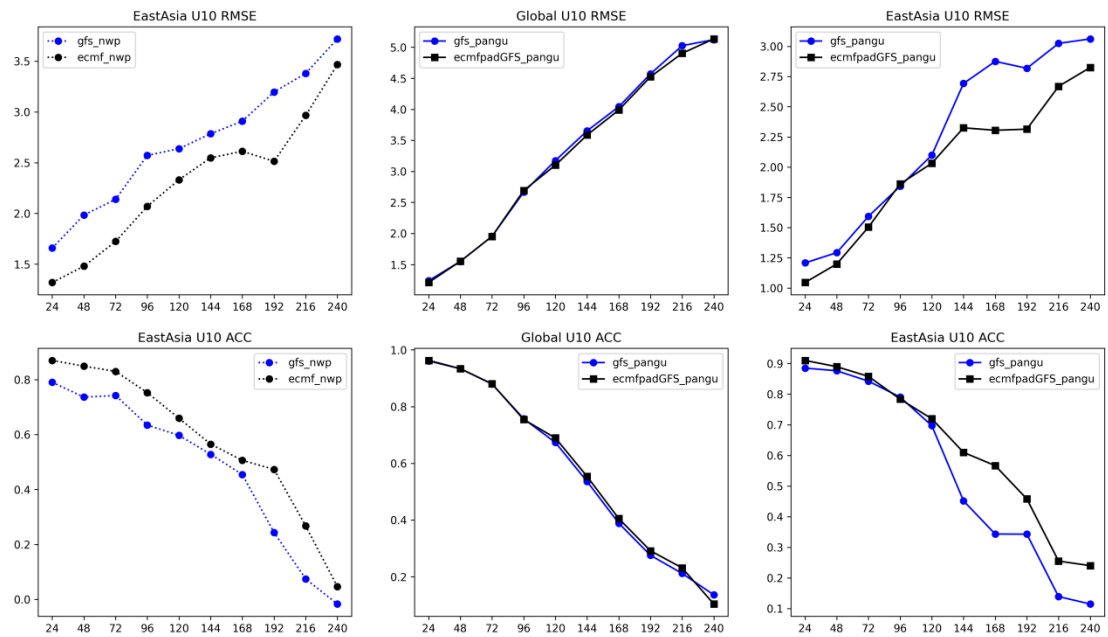 EastAsia U10 RMSE
gfs_nwp
ecmf_nwp
3.5
3.0
2.5
2.0
1.5
24 48 72 96 120 144 168 192 216 240
Global U10 RMSE
gfs_pangu
ecmfpadGFS_pangu
5.0
4.5
4.0
3.5
3.0
2.5
2.0
1.5
24 48 72 96 120 144 168 192 216 240
EastAsia U10 RMSE
gfs_pangu
ecmfpadGFS_pangu
3.00
2.75
2.50
2.25
2.00
1.75
1.50
1.25
1.00
24 48 72 96 120 144 168 192 216 240
EastAsia U10 ACC
gfs_nwp
ecmf_nwp
0.8
0.6
0.4
0.2
0.0
24 48 72 96 120 144 168 192 216 240
Global U10 ACC
gfs_pangu
ecmfpadGFS_pangu
1.0
0.8
0.6
0.4
0.2
24 48 72 96 120 144 168 192 216 240
EastAsia U10 ACC
gfs_pangu
ecmfpadGFS_pangu
0.9
0.8
0.7
0.6
0.5
0.4
0.3
0.2
0.1
24 48 72 96 120 144 168 192 216 240